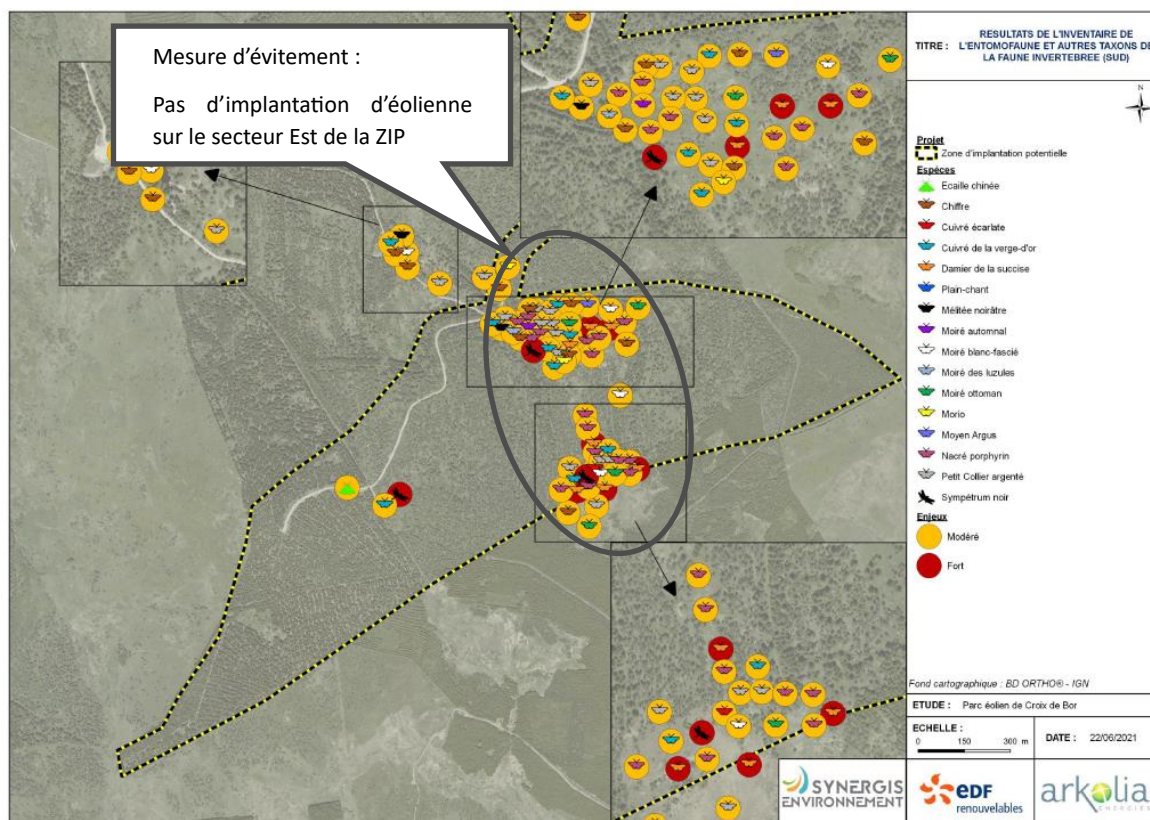 Mesure d'évitement :
Pas d'implantation d'éolienne
sur le secteur Est de la ZIP
TITRE :
RESULTATS DE L'INVENTAIRE DE
L'ENTOMOFAUNE ET AUTRES TAXONS DE
LA FAUNE INVERTEBREE (SUD)
N
Projet
Zone d'implantation potentielle
Espèces
Ecaille chinée
Chiffre
Cuivré écarlate
Cuivré de la verge-d'or
Damier de la succise
Plain-chant
Mélitée noirâtre
Moiré automnal
Moiré blanc-fascié
Moiré des luzules
Moiré ottoman
Morio
Moyen Argus
Nacré porphyrin
Petit Collier argenté
Sympétrum noir
Enjeux
Modéré
Fort
Fond cartographique : BD ORTHO® - IGN
ETUDE : Parc éolien de Croix de Bor
ECHELLE :
0 150 300 m
DATE : 22/06/2021
SYNERGIS
ENVIRONNEMENT
edf
renouvelables
arkolia
ENERGIES